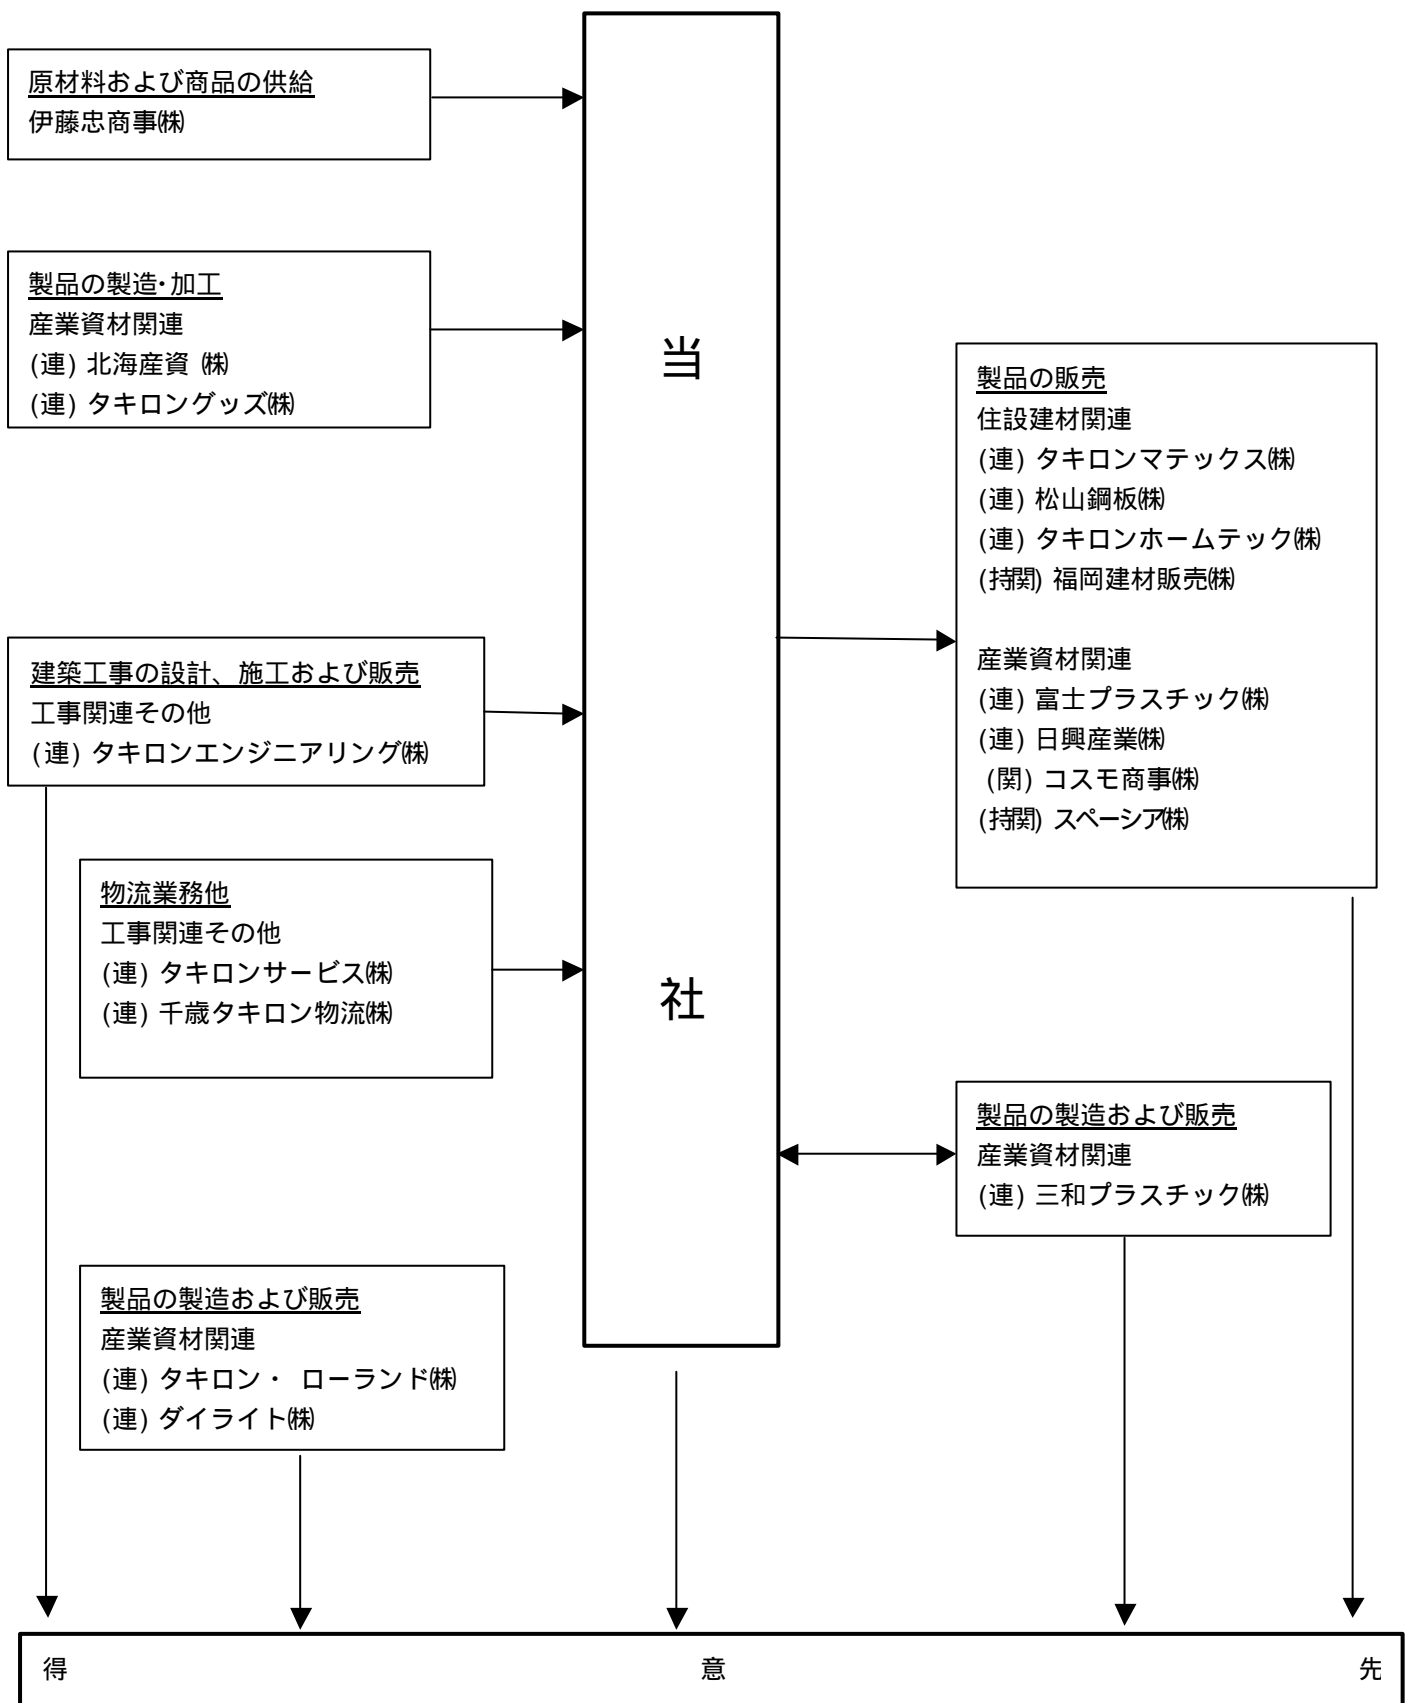 原材料および商品の供給
伊藤忠商事㈱
製品の製造・加工
産業資材関連
(連) 北海産資 ㈱
(連) タキロングッズ㈱
建築工事の設計、施工および販売
工事関連その他
(連) タキロンエンジニアリング㈱
物流業務他
工事関連その他
(連) タキロンサービス㈱
(連) 千歳タキロン物流㈱
製品の製造および販売
産業資材関連
(連) タキロン・ ローランド㈱
(連) ダイライト㈱
当
社
製品の販売
住設建材関連
(連) タキロンマテックス㈱
(連) 松山鋼板㈱
(連) タキロンホームテック㈱
(持関) 福岡建材販売㈱
産業資材関連
(連) 富士プラスチック㈱
(連) 日興産業㈱
(関) コスモ商事㈱
(持関) スペーシア㈱
製品の製造および販売
産業資材関連
(連) 三和プラスチック㈱
得 意 先